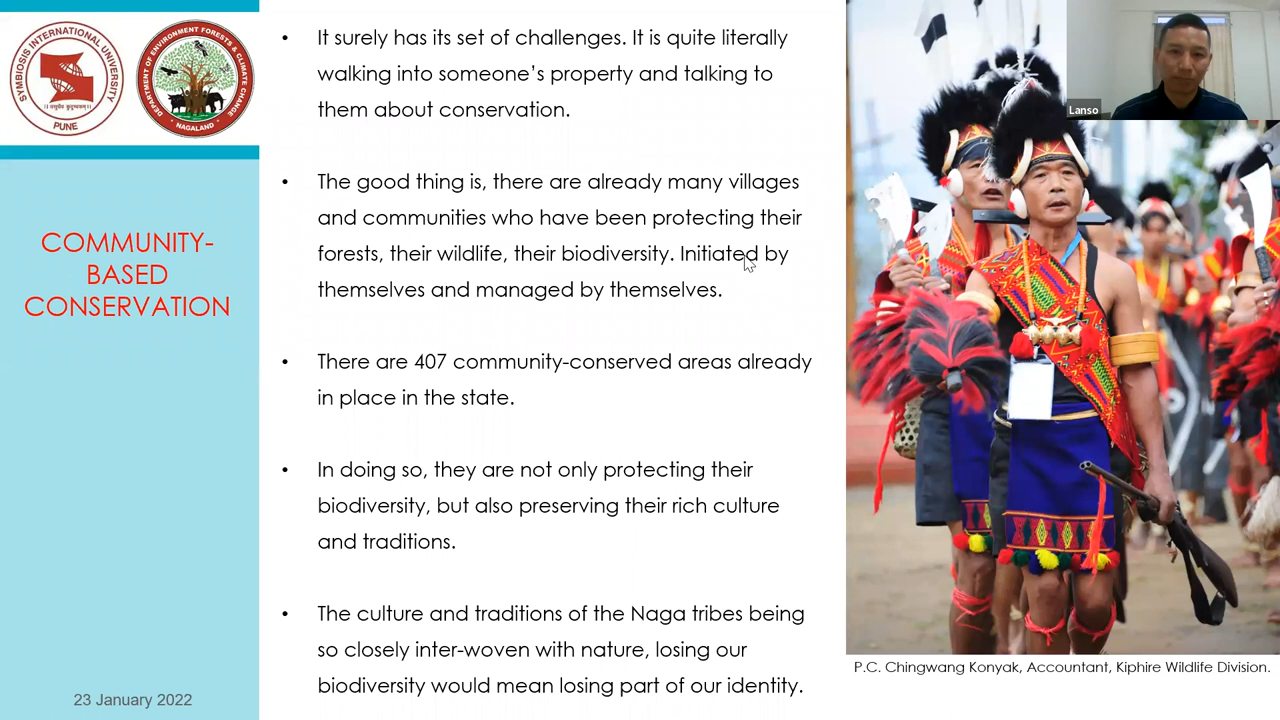 SYMBIOSIS INTERNATIONAL UNIVERSITY
PUNE
DEPARTMENT OF ENVIRONMENT FORESTS & CLIMATE CHANGE
NAGALAND
COMMUNITY-
BASED
CONSERVATION
23 January 2022
• It surely has its set of challenges. It is quite literally
walking into someone’s property and talking to
them about conservation.
• The good thing is, there are already many villages
and communities who have been protecting their
forests, their wildlife, their biodiversity. Initiated by
themselves and managed by themselves.
• There are 407 community-conserved areas already
in place in the state.
• In doing so, they are not only protecting their
biodiversity, but also preserving their rich culture
and traditions.
• The culture and traditions of the Naga tribes being
so closely inter-woven with nature, losing our
biodiversity would mean losing part of our identity.
Lanso
P.C. Chingwang Konyak, Accountant, Kiphire Wildlife Division.